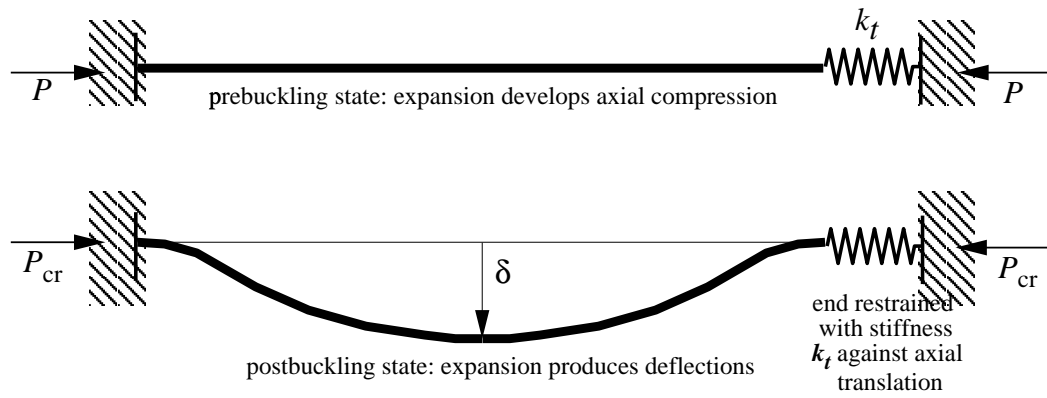 k_t
P
prebuckling state: expansion develops axial compression
P
P_cr
δ
P_cr
end restrained
with stiffness
k_t against axial
translation
postbuckling state: expansion produces deflections